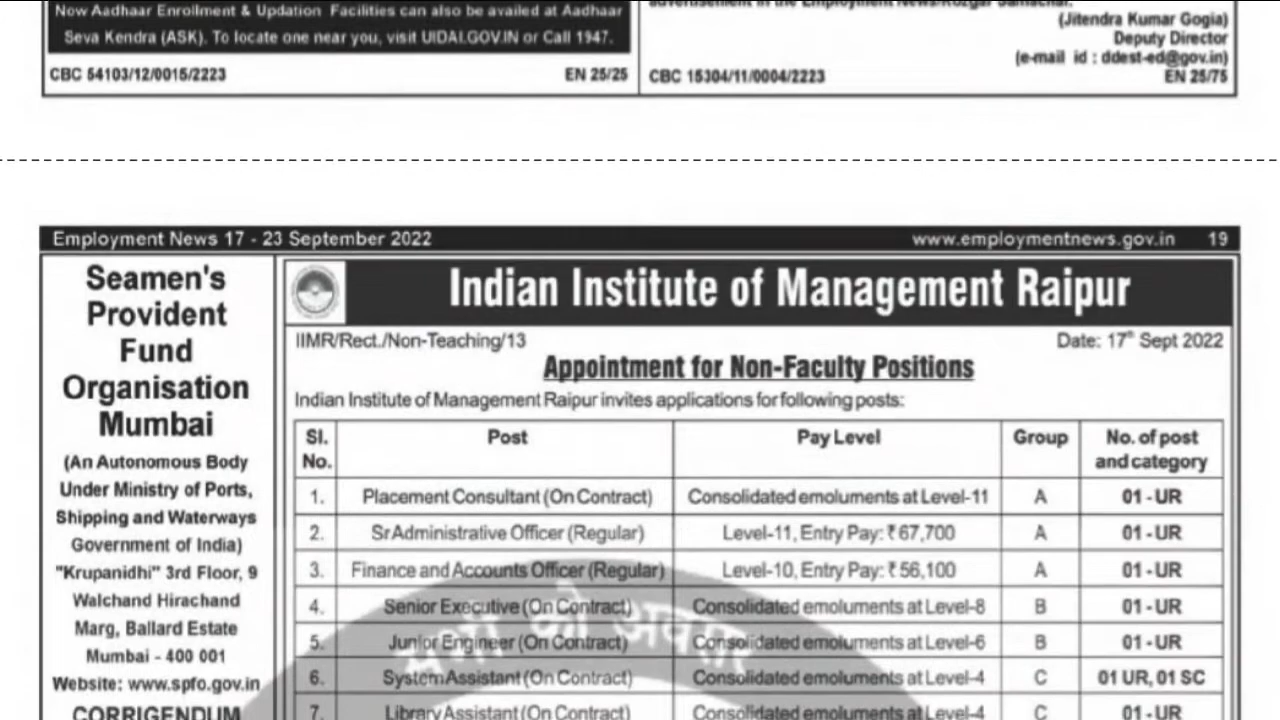 Now Aadhaar Enrollment & Updation Facilities can also be availed at Aadhaar
Seva Kendra (ASK). To locate one near you, visit UIDAI.GOV.IN or Call 1947.
CBC 54103/12/0015/2223 EN 25/25
advertisement in the Employment News/Rozgar Samachar.
(Jitendra Kumar Gogia)
Deputy Director
(e-mail id : ddest-ed@gov.in)
CBC 15304/11/0004/2223 EN 25/75
Employment News 17 - 23 September 2022 www.employmentnews.gov.in 19
Seamen's
Provident
Fund
Organisation
Mumbai
(An Autonomous Body
Under Ministry of Ports,
Shipping and Waterways
Government of India)
"Krupanidhi" 3rd Floor, 9
Walchand Hirachand
Marg, Ballard Estate
Mumbai - 400 001
Website: www.spfo.gov.in
CORRIGENDUM
Indian Institute of Management Raipur
IIMR/Rect./Non-Teaching/13 Date: 17th Sept 2022
Appointment for Non-Faculty Positions
Indian Institute of Management Raipur invites applications for following posts:
Sl. No. Post Pay Level Group No. of post and category
1. Placement Consultant (On Contract) Consolidated emoluments at Level-11 A 01 - UR
2. Sr Administrative Officer (Regular) Level-11, Entry Pay: ₹ 67,700 A 01 - UR
3. Finance and Accounts Officer (Regular) Level-10, Entry Pay: ₹ 56,100 A 01 - UR
4. Senior Executive (On Contract) Consolidated emoluments at Level-8 B 01 - UR
5. Junior Engineer (On Contract) Consolidated emoluments at Level-6 B 01 - UR
6. System Assistant (On Contract) Consolidated emoluments at Level-4 C 01 UR, 01 SC
7. Library Assistant (On Contract) Consolidated emoluments at Level-4 C 01 - UR
को अवसर